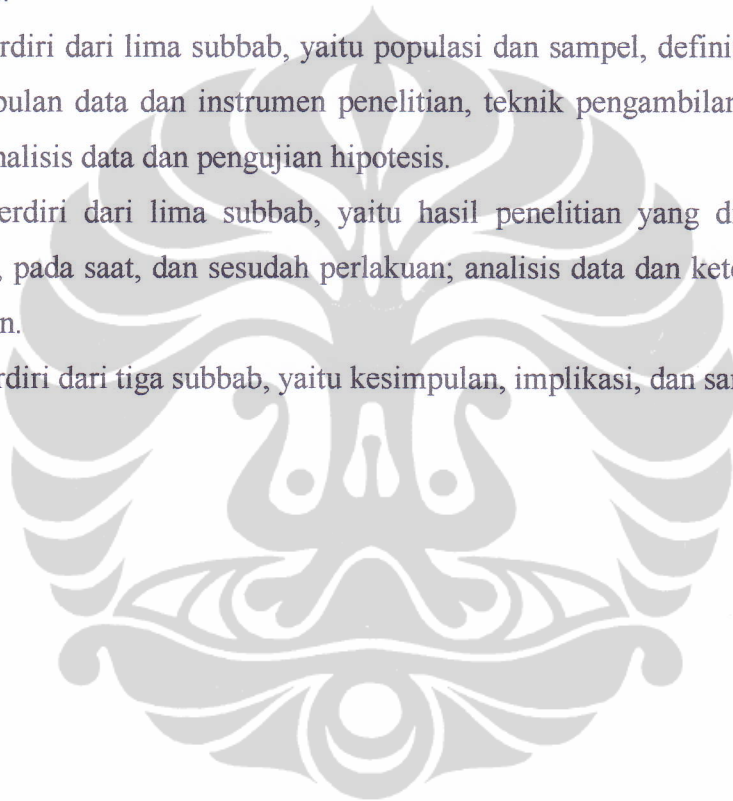 rdiri dari lima subbab, yaitu populasi dan sampel, defini
pulan data dan instrumen penelitian, teknik pengambilan
nalisis data dan pengujian hipotesis.
erdiri dari lima subbab, yaitu hasil penelitian yang d
, pada saat, dan sesudah perlakuan; analisis data dan kete
n.
rdiri dari tiga subbab, yaitu kesimpulan, implikasi, dan sa